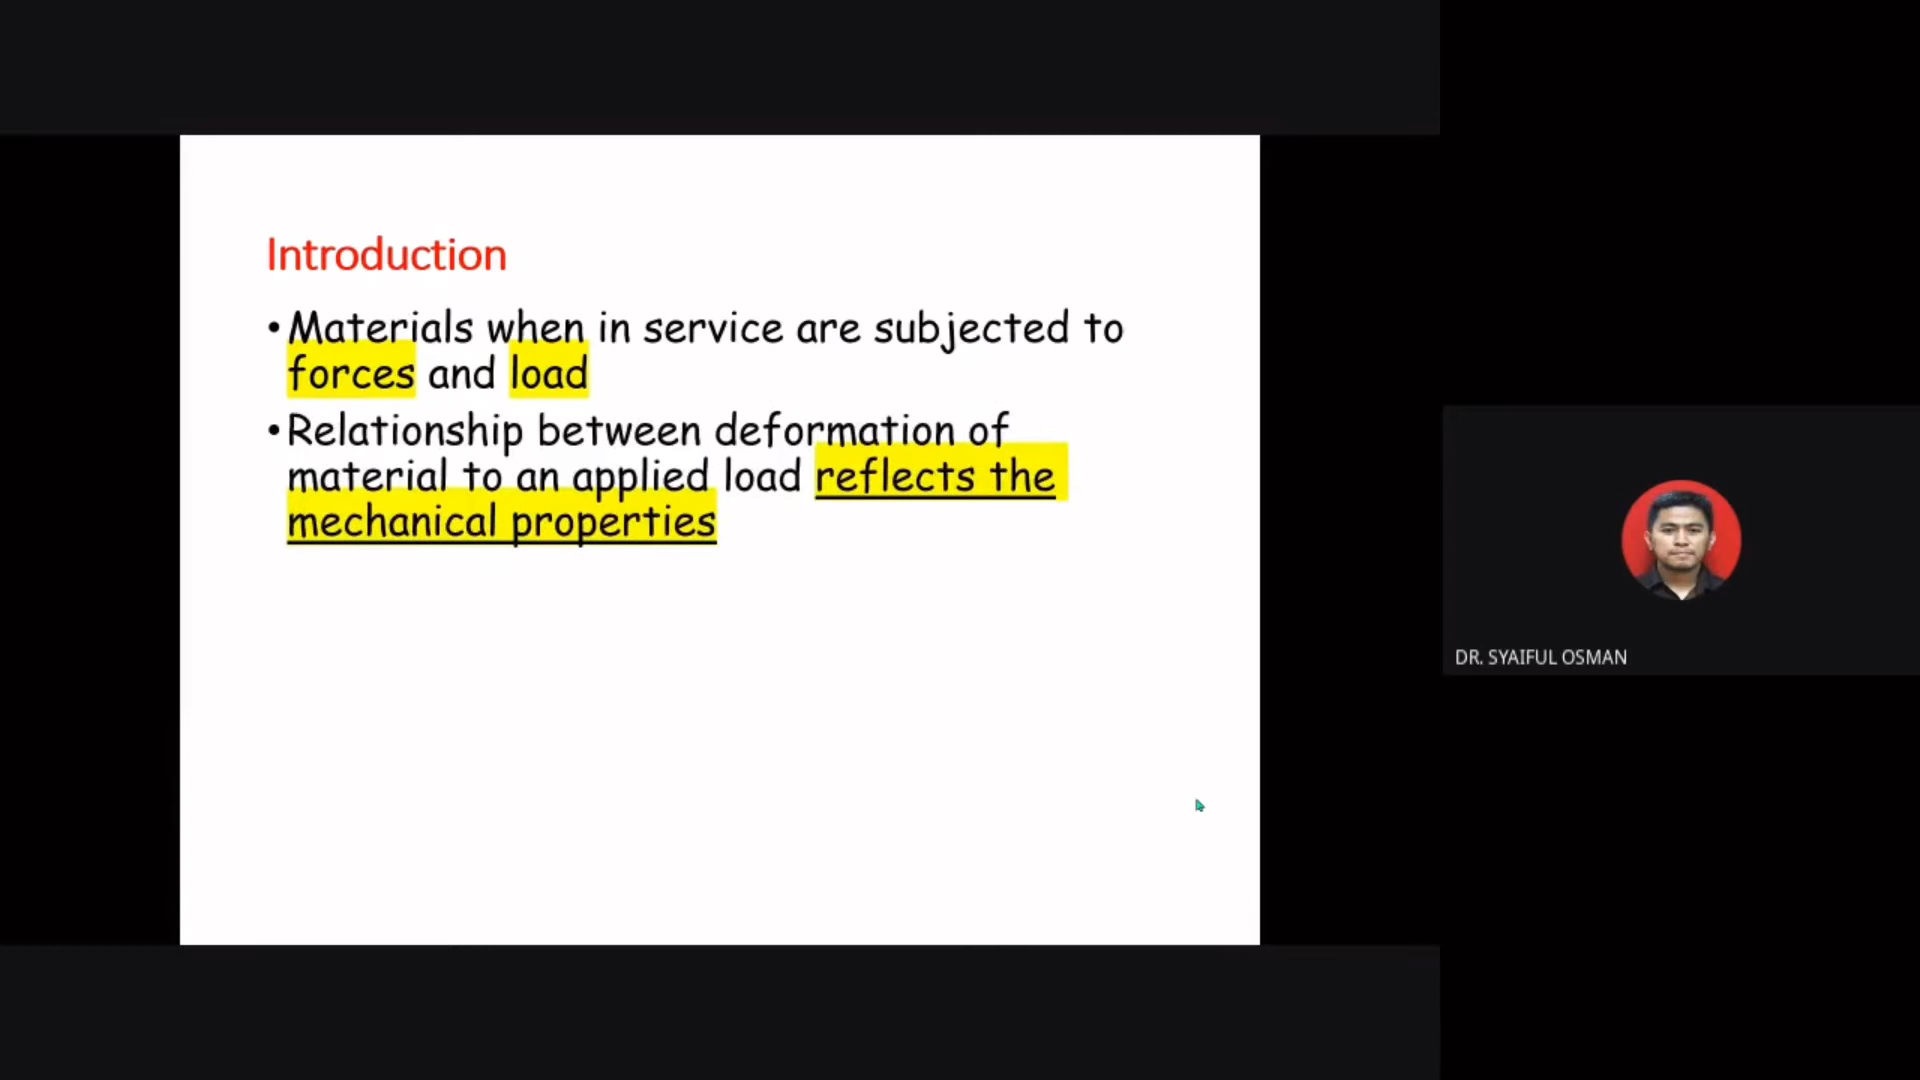 Introduction
•Materials when in service are subjected to
forces and load
•Relationship between deformation of
material to an applied load reflects the
mechanical properties
DR. SYAIFUL OSMAN